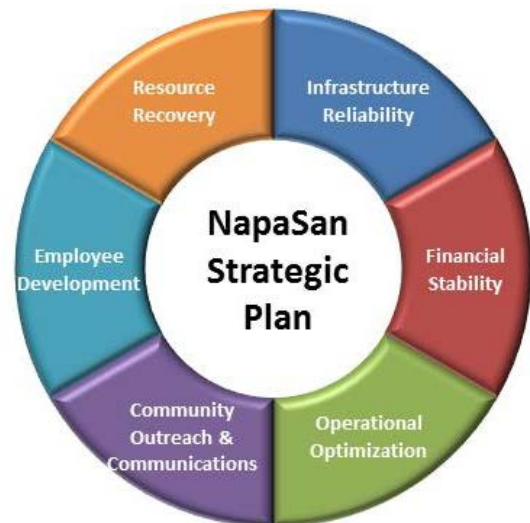 NapaSan
Strategic
Plan
Infrastructure
Reliability
Financial
Stability
Operational
Optimization
Community
Outreach &
Communications
Employee
Development
Resource
Recovery